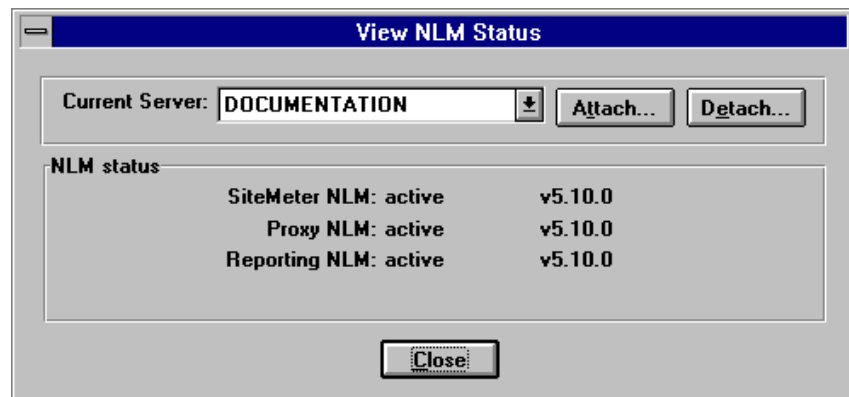 View NLM Status
Current Server: DOCUMENTATION Attach... Detach...
NLM status
SiteMeter NLM: active v5.10.0
Proxy NLM: active v5.10.0
Reporting NLM: active v5.10.0
Close